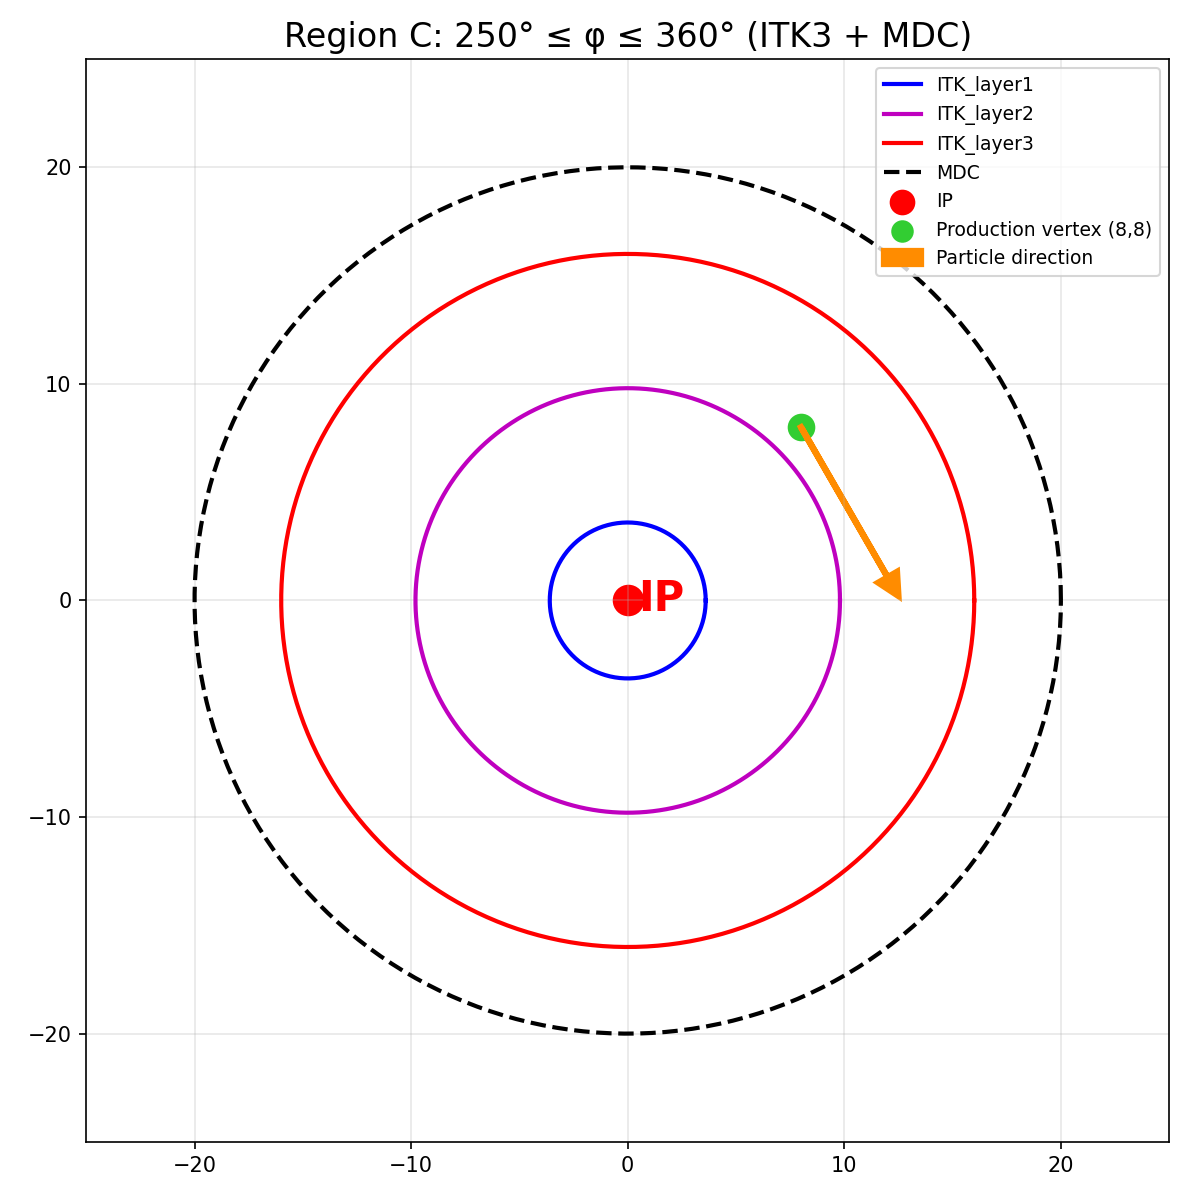 Region C: 250° ≤ φ ≤ 360° (ITK3 + MDC)
ITK_layer1
ITK_layer2
ITK_layer3
MDC
IP
Production vertex (8,8)
Particle direction
20
10
0
−10
−20
IP
−20
−10
0
10
20